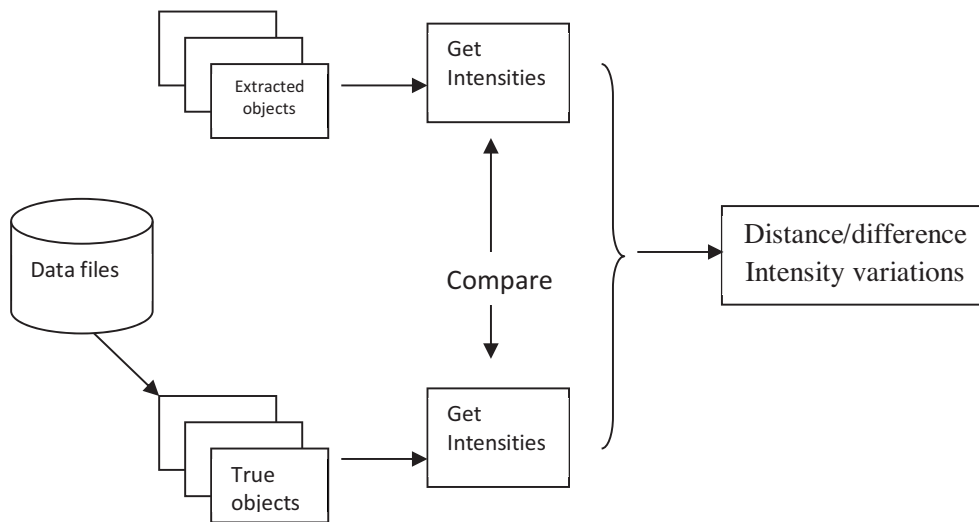 Extracted
objects
Get
Intensities
Data files
Compare
Distance/difference
Intensity variations
True
objects
Get
Intensities